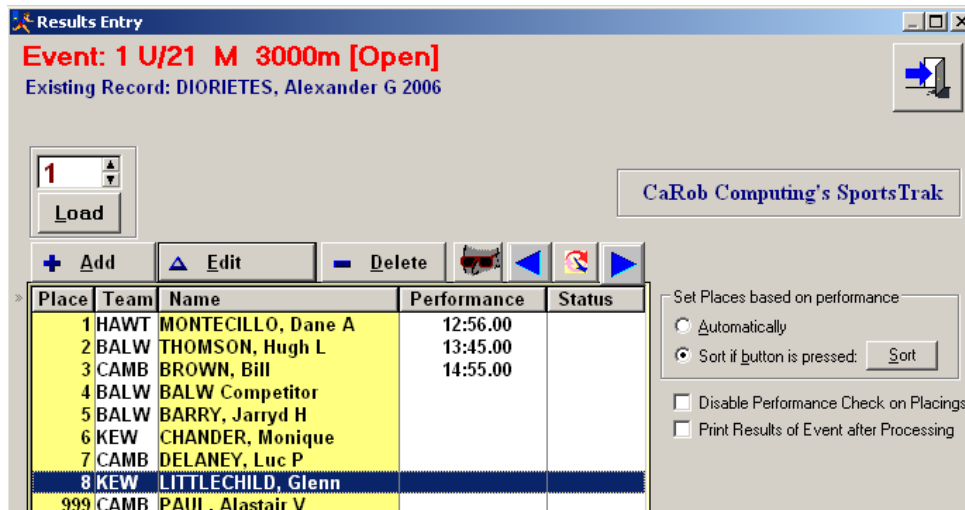 Results Entry
Event: 1 U/21 M 3000m [Open]
Existing Record: DIORIETES, Alexander G 2006
1
Load
CaRob Computing's SportsTrak
Add Edit Delete
Place Team Name Performance Status
1 HAWT MONTECILLO, Dane A 12:56.00
2 BALW THOMSON, Hugh L 13:45.00
3 CAMB BROWN, Bill 14:55.00
4 BALW BALW Competitor
5 BALW BARRY, Jarryd H
6 KEW CHANDER, Monique
7 CAMB DELANEY, Luc P
8 KEW LITTLECHILD, Glenn
999 CAMB PAUL, Alastair V
Set Places based on performance
Automatically
Sort if button is pressed: Sort
Disable Performance Check on Placings
Print Results of Event after Processing